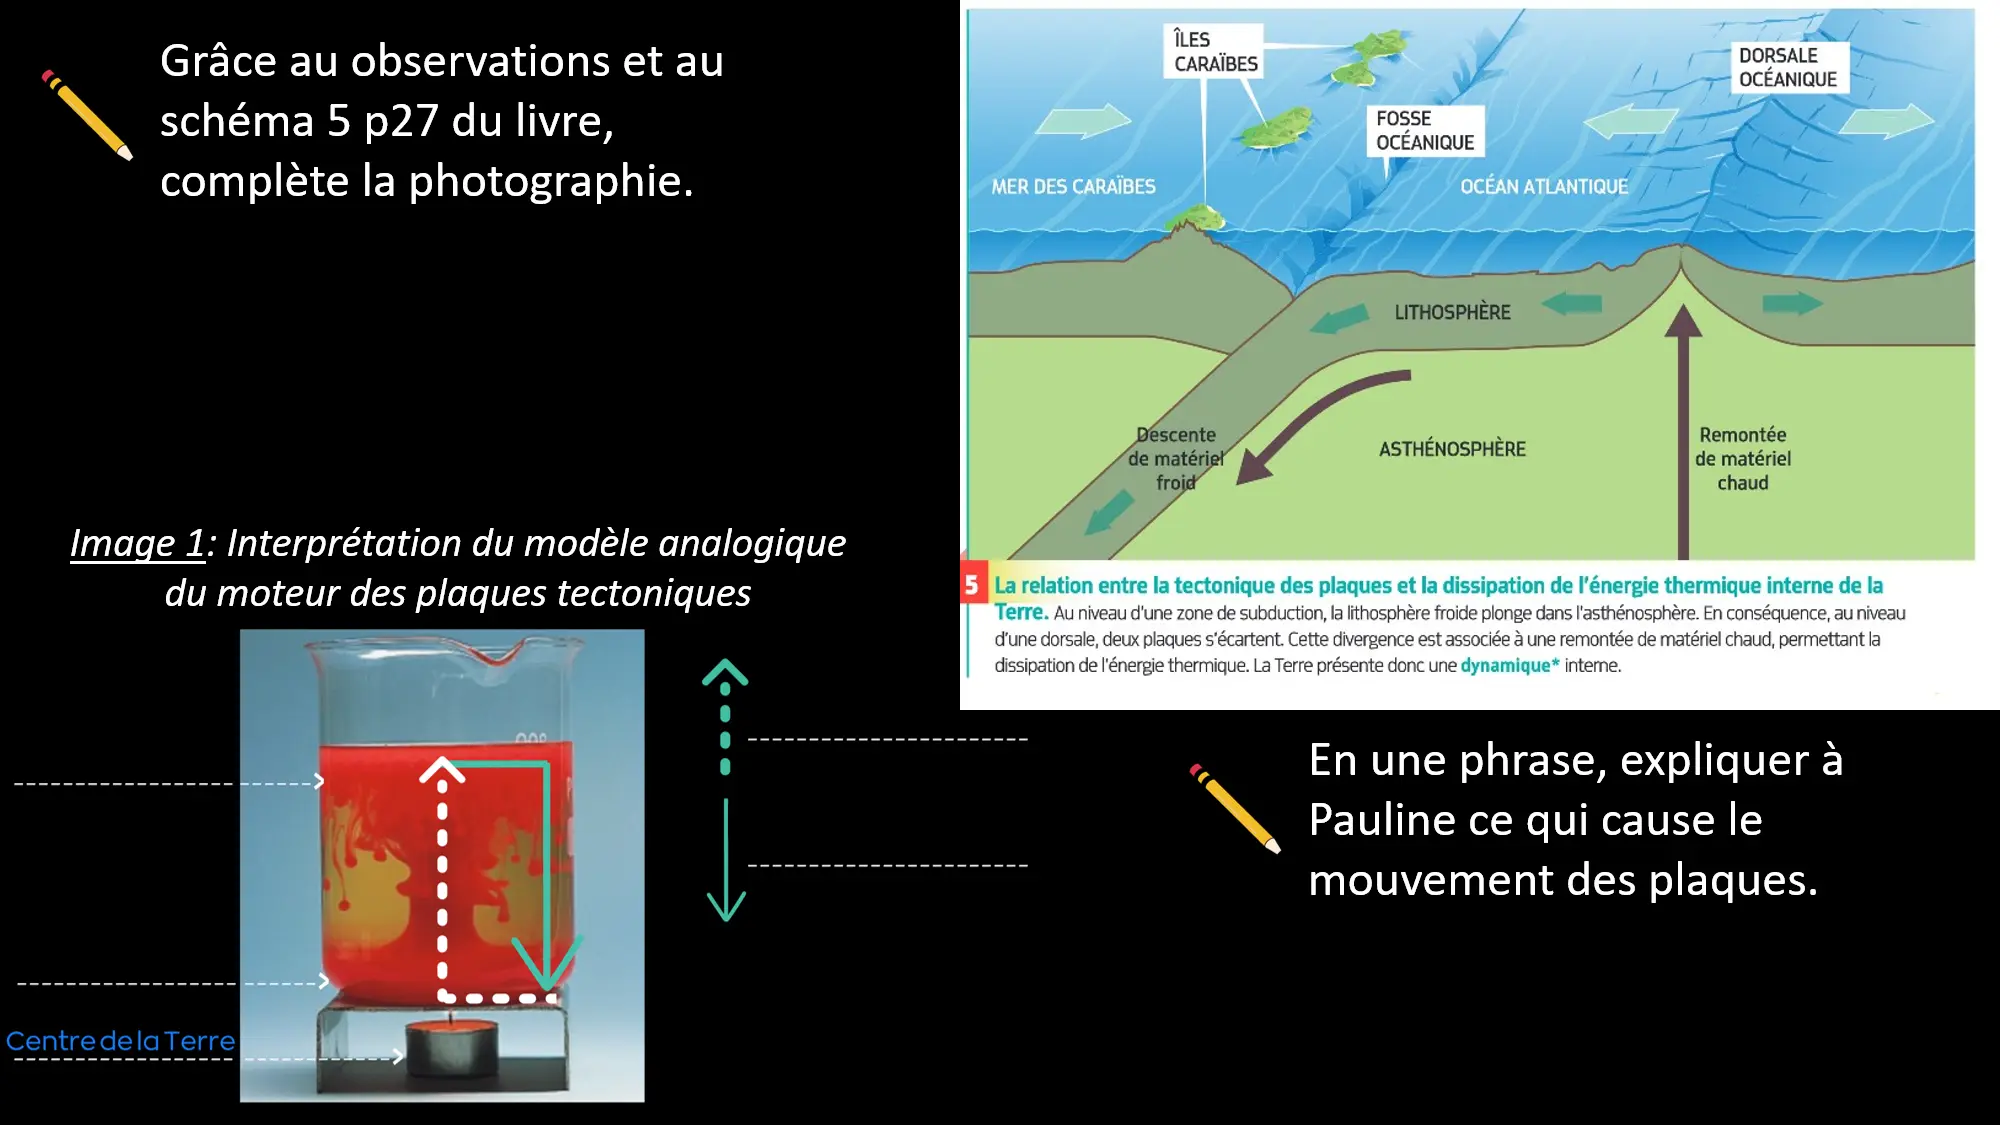 Grâce au observations et au
schéma 5 p27 du livre,
complète la photographie.
ÎLES
CARAÏBES
DORSALE
OCÉANIQUE
FOSSE
OCÉANIQUE
MER DES CARAÏBES
OCÉAN ATLANTIQUE
LITHOSPHÈRE
Descente
de matériel
froid
ASTHÉNOSPHÈRE
Remontée
de matériel
chaud
5 La relation entre la tectonique des plaques et la dissipation de l'énergie thermique interne de la
Terre. Au niveau d'une zone de subduction, la lithosphère froide plonge dans l'asthénosphère. En conséquence, au niveau
d'une dorsale, deux plaques s'écartent. Cette divergence est associée à une remontée de matériel chaud, permettant la
dissipation de l'énergie thermique. La Terre présente donc une dynamique* interne.
Image 1: Interprétation du modèle analogique
du moteur des plaques tectoniques
Centre de la Terre
En une phrase, expliquer à
Pauline ce qui cause le
mouvement des plaques.